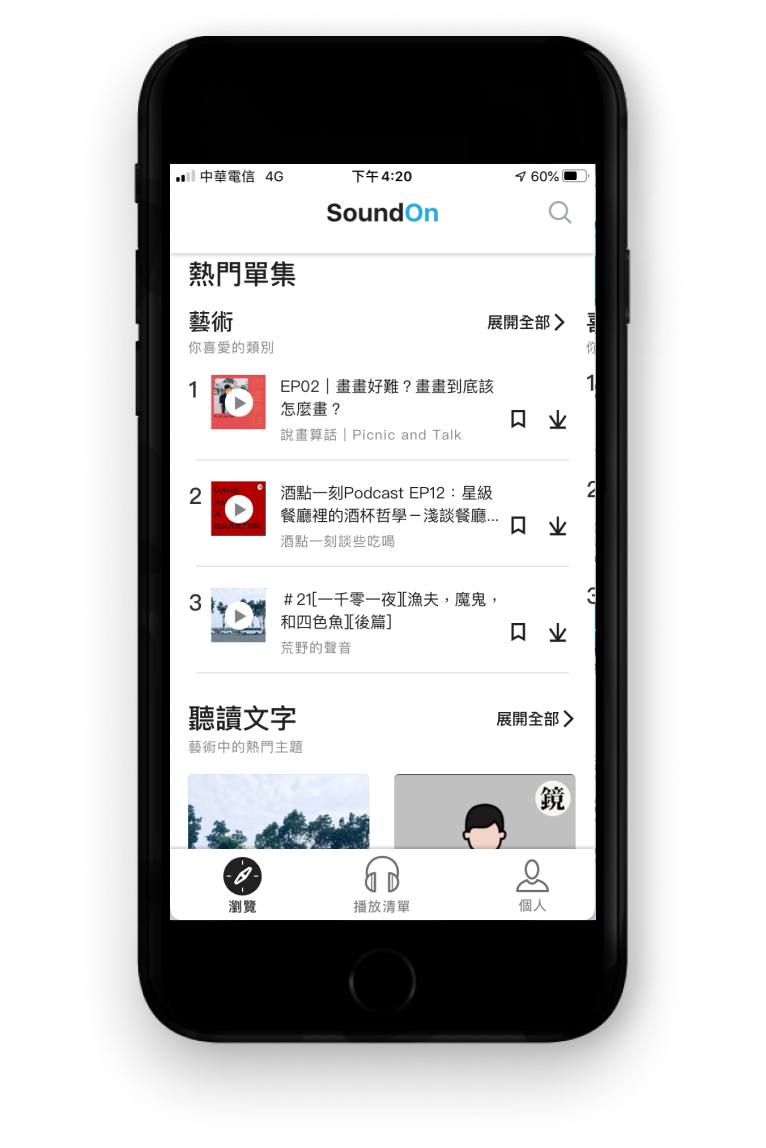 中華電信 4G 下午4:20 60%
SoundOn
熱門單集
藝術 展開全部
你喜愛的類別
1
EP02｜畫畫好難？畫畫到底該
怎麼畫？
說畫算話｜Picnic and Talk
2
WINE
A
酒點一刻Podcast EP12：星級
餐廳裡的酒杯哲學－淺談餐廳...
酒點一刻談些吃喝
3
＃21[一千零一夜][漁夫，魔鬼，
和四色魚][後篇]
荒野的聲音
聽讀文字 展開全部
藝術中的熱門主題
鏡
瀏覽 播放清單 個人